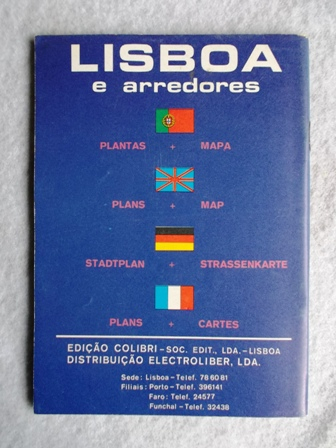 LISBOA
e arredores
PLANTAS + MAPA
PLANS + MAP
STADTPLAN + STRASSENKARTE
PLANS + CARTES
EDIÇÃO COLIBRI – SOC. EDIT., LDA. – LISBOA
DISTRIBUIÇÃO ELECTROLIBER, LDA.
Sede: Lisboa – Telef. 78 60 81
Filiais: Porto – Telef. 396141
Faro: Telef. 24577
Funchal – Telef. 32438